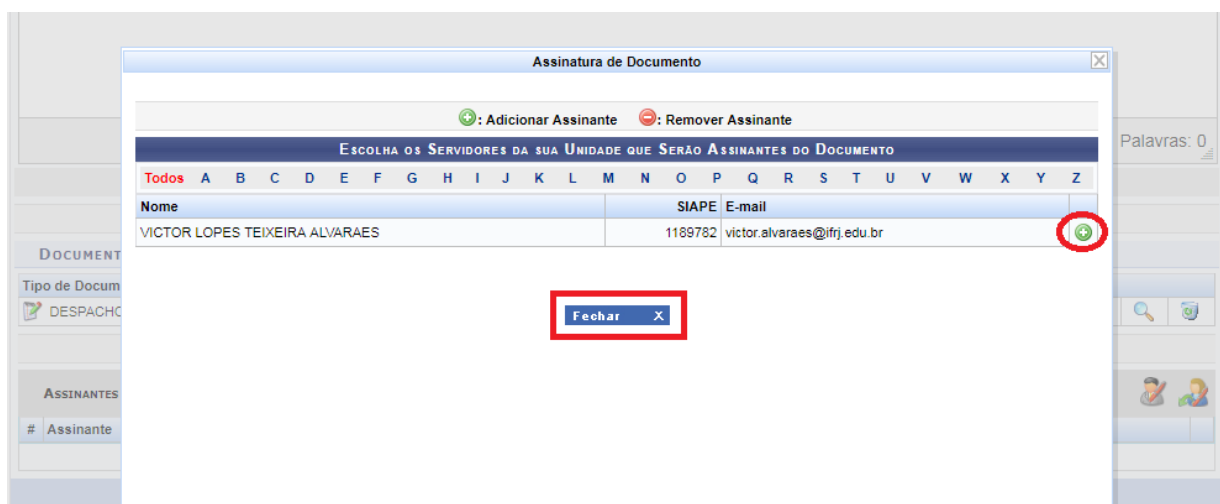 Assinatura de Documento
: Adicionar Assinante : Remover Assinante
Palavras: 0
Escolha os Servidores da sua Unidade que Serão Assinantes do Documento
Todos A B C D E F G H I J K L M N O P Q R S T U V W X Y Z
Nome SIAPE E-mail
VICTOR LOPES TEIXEIRA ALVARAES 1189782 victor.alvaraes@ifrj.edu.br
Document
Tipo de Docum
DESPACHO
Fechar X
Assinantes
# Assinante